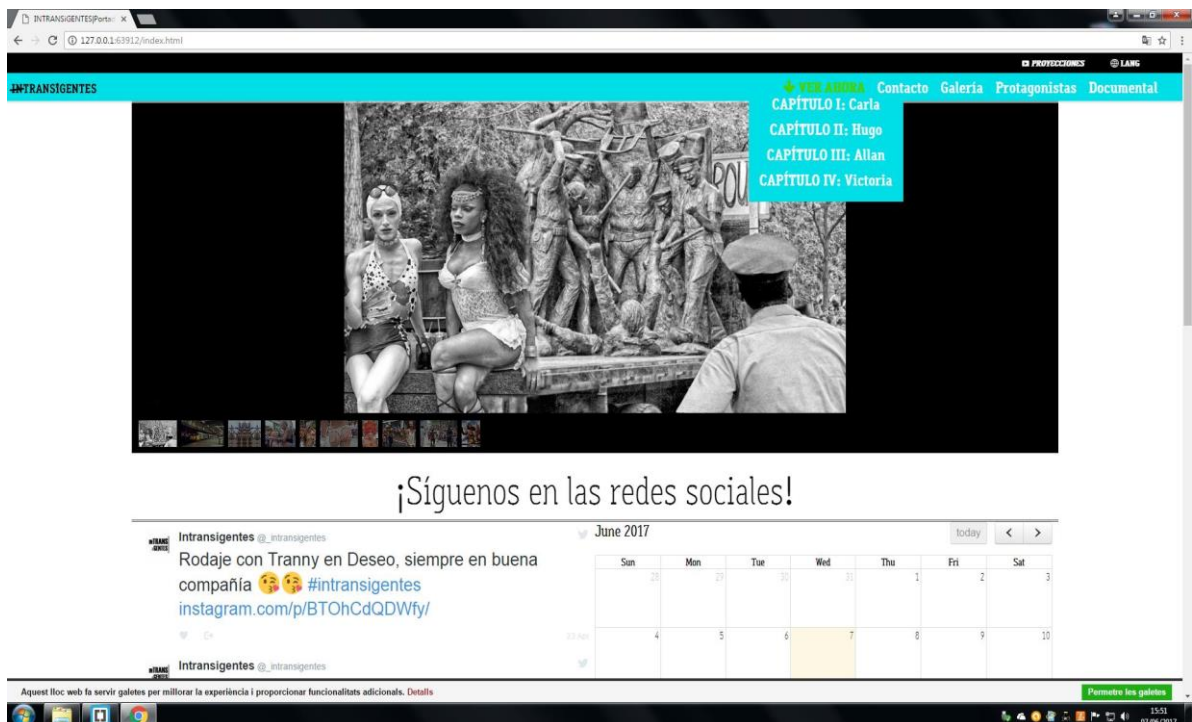 INTRANSiGENTES|Portad
127.0.0.1:63912/index.html
PROYECCIONES LANG
INTRANSÍGENTES VER AHORA Contacto Galería Protagonistas Documental
CAPÍTULO I: Carla
CAPÍTULO II: Hugo
CAPÍTULO III: Allan
CAPÍTULO IV: Victoria
POL
¡Síguenos en las redes sociales!
Intransigentes @_intransigentes
Rodaje con Tranny en Deseo, siempre en buena
compañía 😘😘 #intransigentes
instagram.com/p/BTOhCdQDWfy/
Intransigentes @_intransigentes
June 2017 today
Sun Mon Tue Wed Thu Fri Sat
28 29 30 31 1 2 3
4 5 6 7 8 9 10
Aquest lloc web fa servir galetes per millorar la experiència i proporcionar funcionalitats adicionals. Detalls Permetre les galetes
15:51